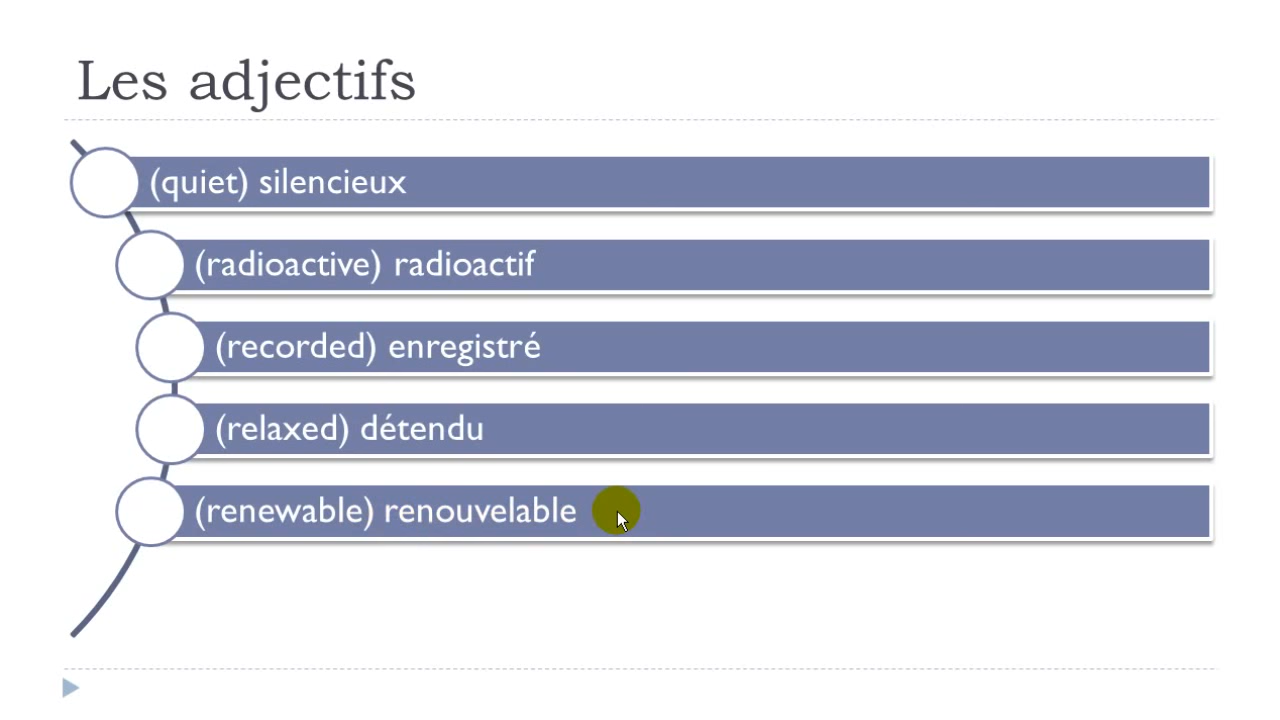 Les adjectifs
(quiet) silencieux
(radioactive) radioactif
(recorded) enregistré
(relaxed) détendu
(renewable) renouvelable